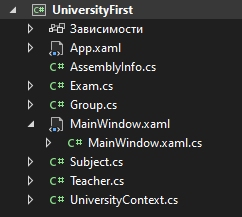 C# UniversityFirst
Зависимости
App.xaml
C# AssemblyInfo.cs
C# Exam.cs
C# Group.cs
MainWindow.xaml
C# MainWindow.xaml.cs
C# Subject.cs
C# Teacher.cs
C# UniversityContext.cs